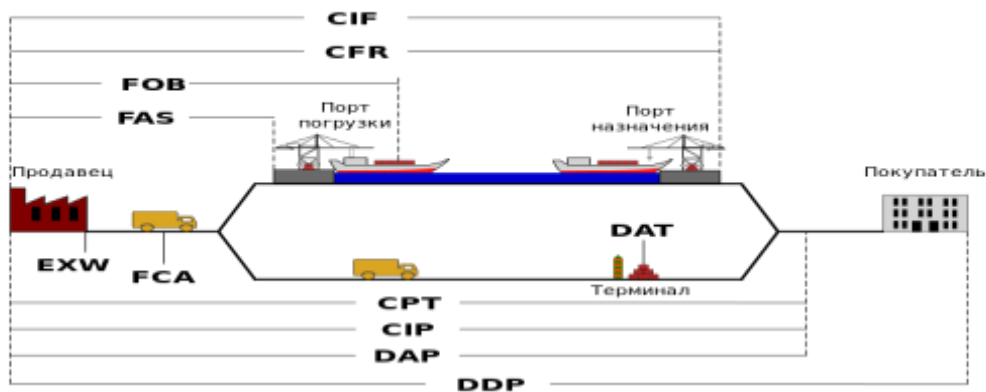 CIF
CFR
FOB
FAS
Порт
погрузки
Порт
назначения
Продавец
Покупатель
EXW
FCA
DAT
Терминал
CPT
CIP
DAP
DDP